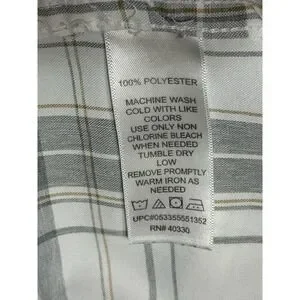 100% POLYESTER
MACHINE WASH
COLD WITH LIKE
COLORS
USE ONLY NON
CHLORINE BLEACH
WHEN NEEDED
TUMBLE DRY
LOW
REMOVE PROMPTLY
WARM IRON AS
NEEDED
UPC#053355551352
RN# 40330